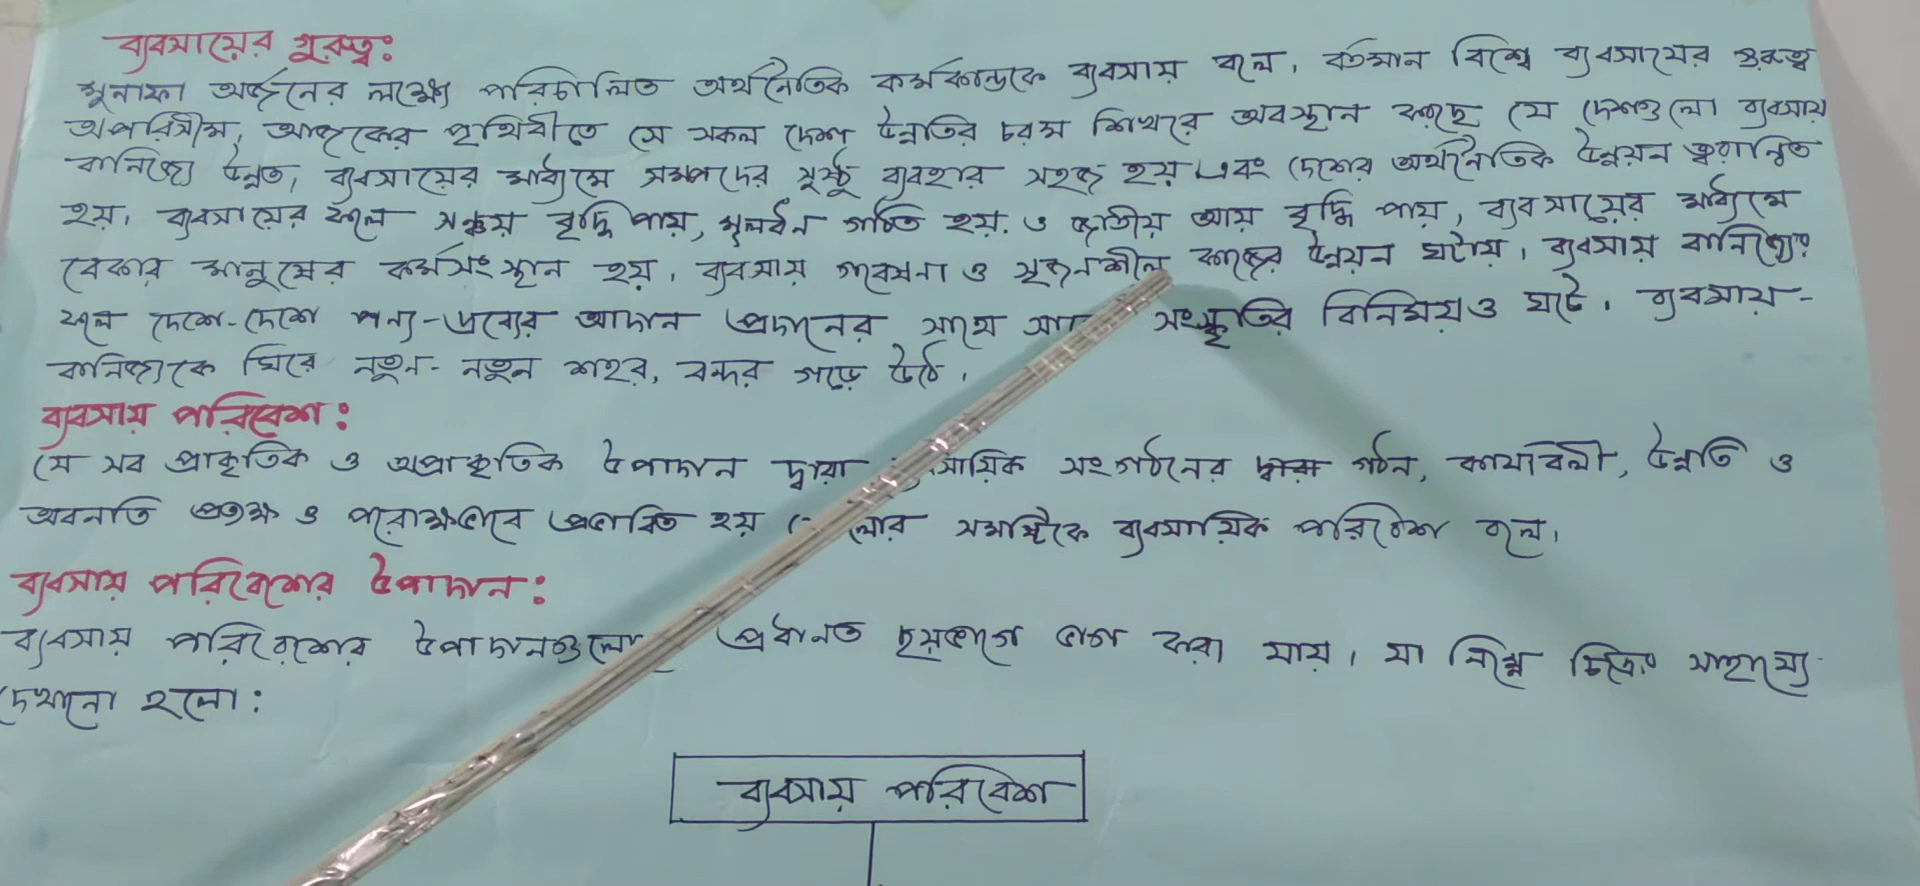 ব্যবসায়ের গুরুত্ব:
মুনাফা অর্জনের লক্ষ্যে পরিচালিত অর্থনৈতিক কর্মকান্ডকে ব্যবসায় বলে। বর্তমান বিশ্বে ব্যবসায়ের গুরুত্ব
অপরিসীম, আজকের পৃথিবীতে যে সকল দেশ উন্নতির চরম শিখরে অবস্থান করছে সে দেশগুলো ব্যবসায়
বানিজ্যে উন্নত, ব্যবসায়ের মাধ্যমে সম্পদের সুষ্ঠু ব্যবহার সহজ হয় এবং দেশের অর্থনৈতিক উন্নয়ন ত্বরান্বিত
হয়। ব্যবসায়ের ফলে সঞ্চয় বৃদ্ধি পায়, মূলধন গঠিত হয়. ও জাতীয় আয় বৃদ্ধি পায়, ব্যবসায়ের মাধ্যমে
বেকার মানুষের কর্মসংস্থান হয়। ব্যবসায় গবেষনা ও সৃজনশীল কাজের উন্নয়ন ঘটায়। ব্যবসায় বানিজ্যের
ফলে দেশে-দেশে পন্য-দ্রব্যের আদান প্রদানের সাথে সংস্কৃতির বিনিময়ও ঘটে। ব্যবসায়-
বানিজ্যকে ঘিরে নতুন-নতুন শহর, বন্দর গড়ে উঠে।
ব্যবসায় পরিবেশ:
যে সব প্রাকৃতিক ও অপ্রাকৃতিক উপাদান দ্বারা সংগঠনের গঠন, কার্যাবলী, উন্নতি ও
অবনতি প্রত্যক্ষ ও পরোক্ষভাবে প্রভাবিত হয় সমষ্টিকে ব্যবসায়িক পরিবেশ বলে।
ব্যবসায় পরিবেশের উপাদান:
ব্যবসায় পরিবেশের উপাদানগুলো প্রধানত ছয়ভাগে ভাগ করা যায়। যা নিম্নে চিত্রের সাহায্যে
দেখানো হলো:
ব্যবসায় পরিবেশ